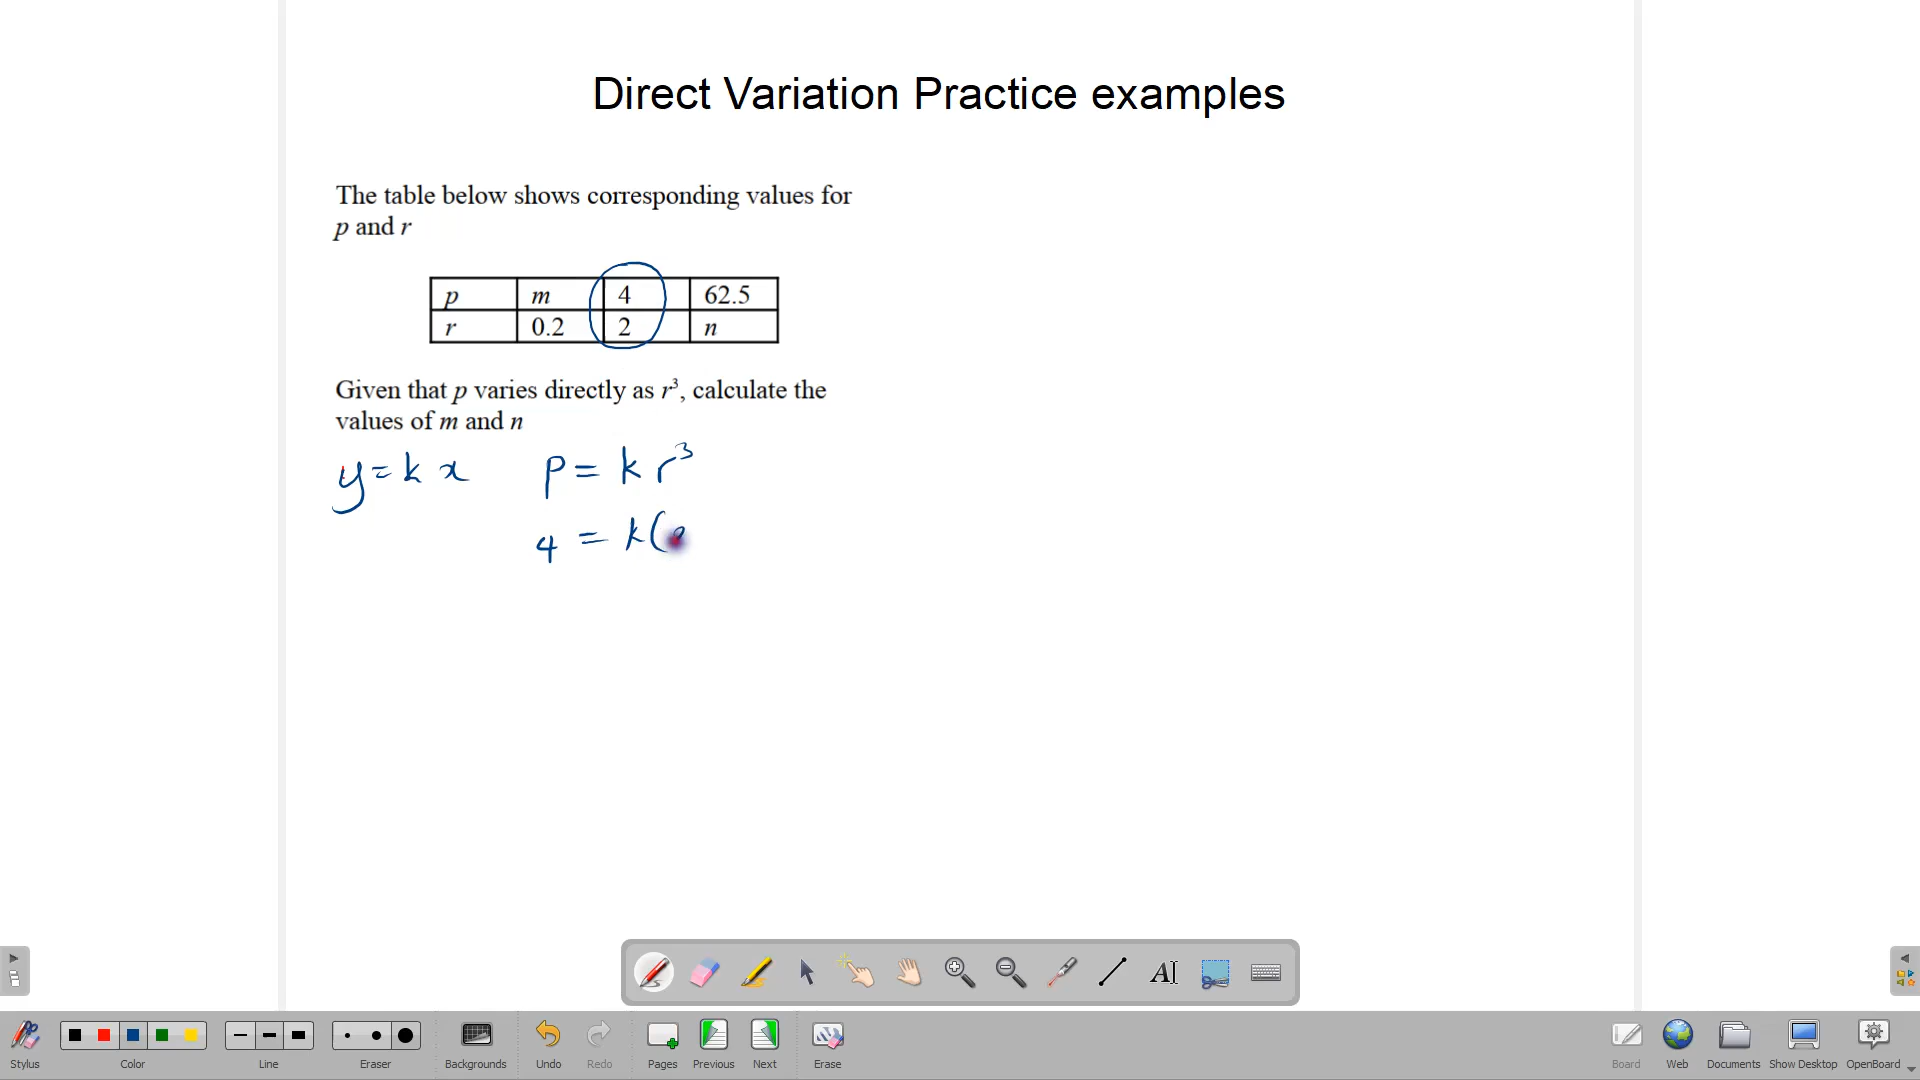 Direct Variation Practice examples
The table below shows corresponding values for
p and r
p m 4 62.5
r 0.2 2 n
Given that p varies directly as r³, calculate the
values of m and n
y = k x
p = k r³
4 = k(
Stylus
Color
Line
Eraser
Backgrounds
Undo
Redo
Pages
Previous
Next
Erase
Board
Web
Documents
Show Desktop
OpenBoard